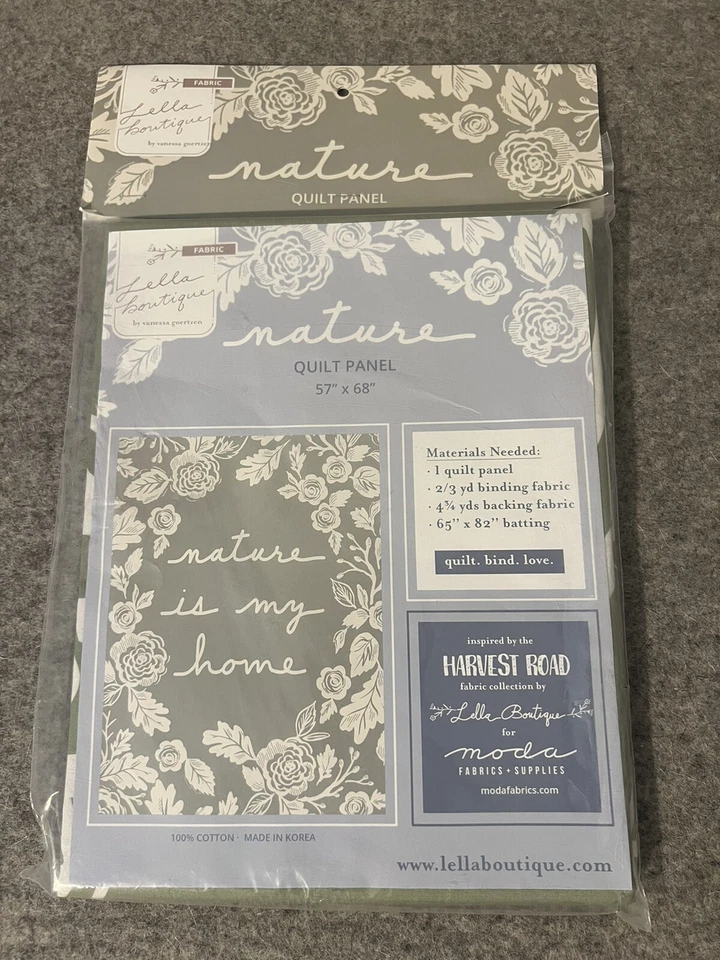 FABRIC
Lella
boutique
by vanessa goertzen
nature
QUILT PANEL
FABRIC
Lella
boutique
by vanessa goertzen
nature
QUILT PANEL
57” x 68”
nature
is my
home
Materials Needed:
· 1 quilt panel
· 2/3 yd binding fabric
· 4¾ yds backing fabric
· 65” x 82” batting
quilt. bind. love.
inspired by the
HARVEST ROAD
fabric collection by
Lella Boutique
for
moda
FABRICS + SUPPLIES
modafabrics.com
100% COTTON · MADE IN KOREA
www.lellaboutique.com